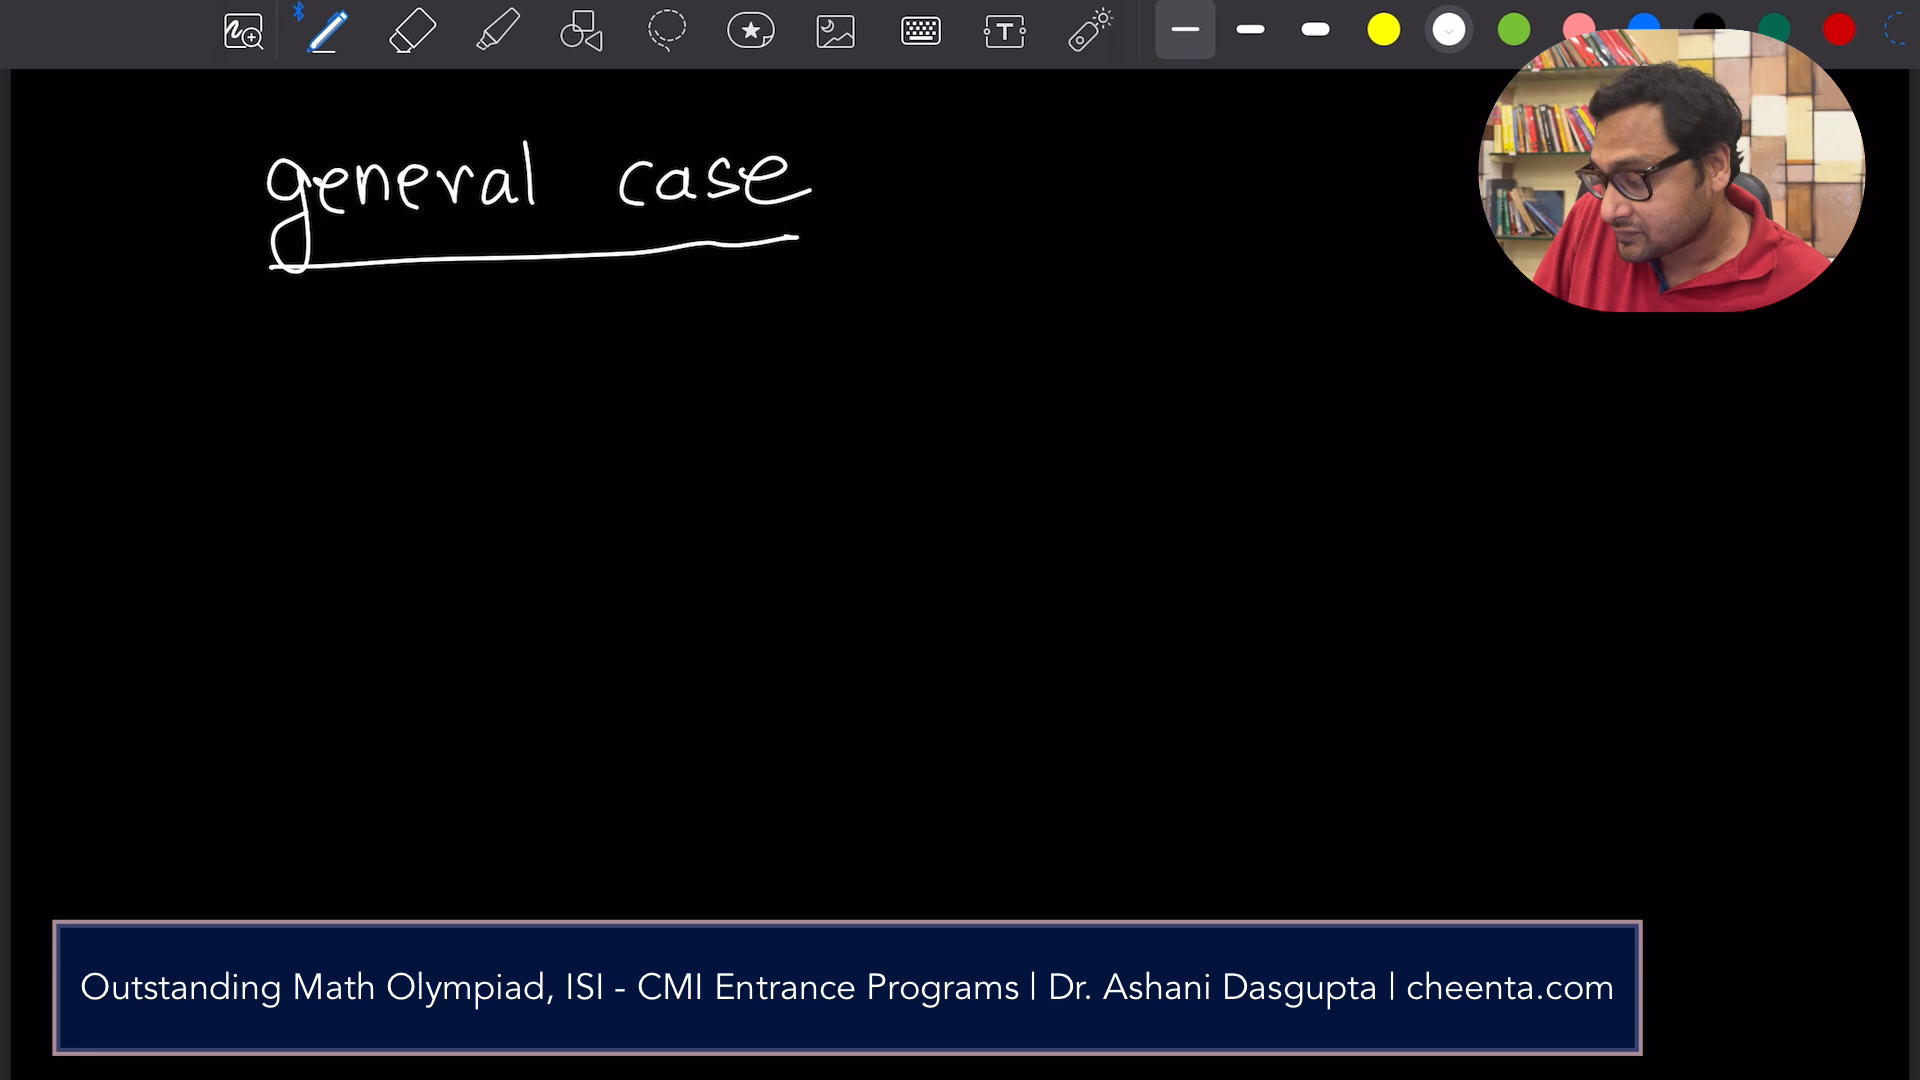 general case
Outstanding Math Olympiad, ISI - CMI Entrance Programs | Dr. Ashani Dasgupta | cheenta.com